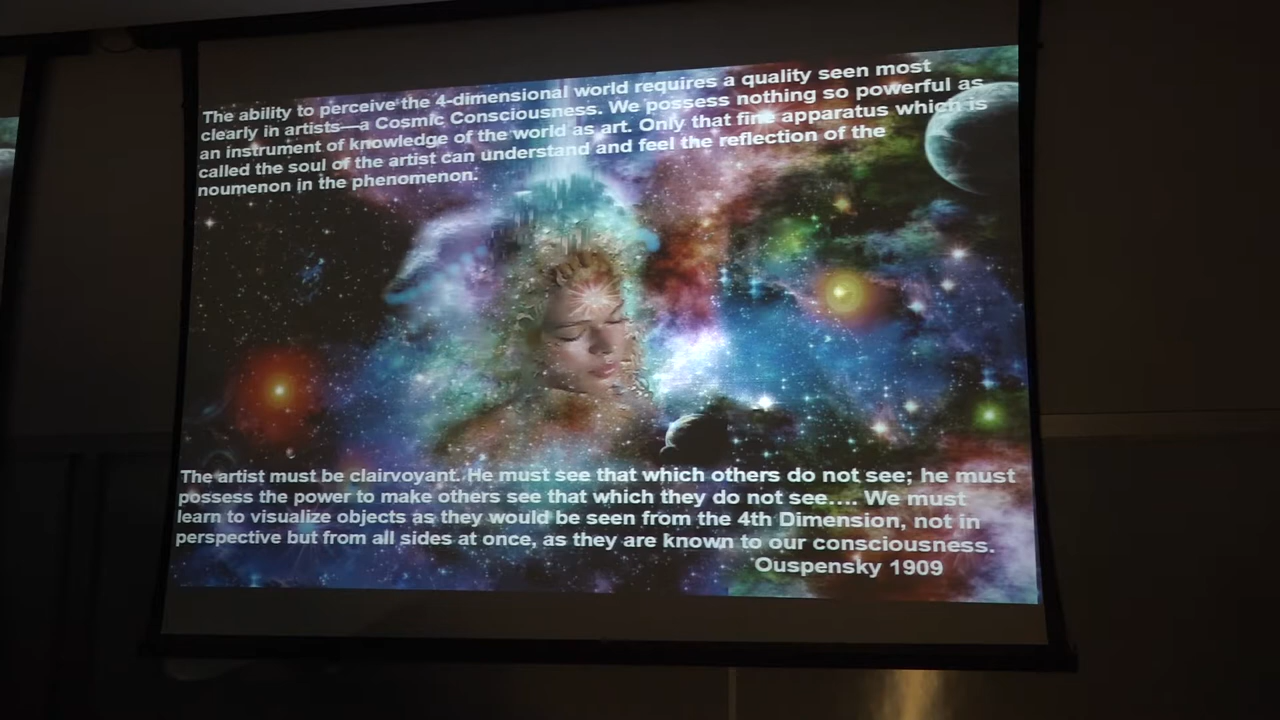 The ability to perceive the 4-dimensional world requires a quality seen most
clearly in artists—a Cosmic Consciousness. We possess nothing so powerful as
an instrument of knowledge of the world as art. Only that fine apparatus which is
called the soul of the artist can understand and feel the reflection of the
noumenon in the phenomenon.
The artist must be clairvoyant. He must see that which others do not see; he must
possess the power to make others see that which they do not see.... We must
learn to visualize objects as they would be seen from the 4th Dimension, not in
perspective but from all sides at once, as they are known to our consciousness.
Ouspensky 1909